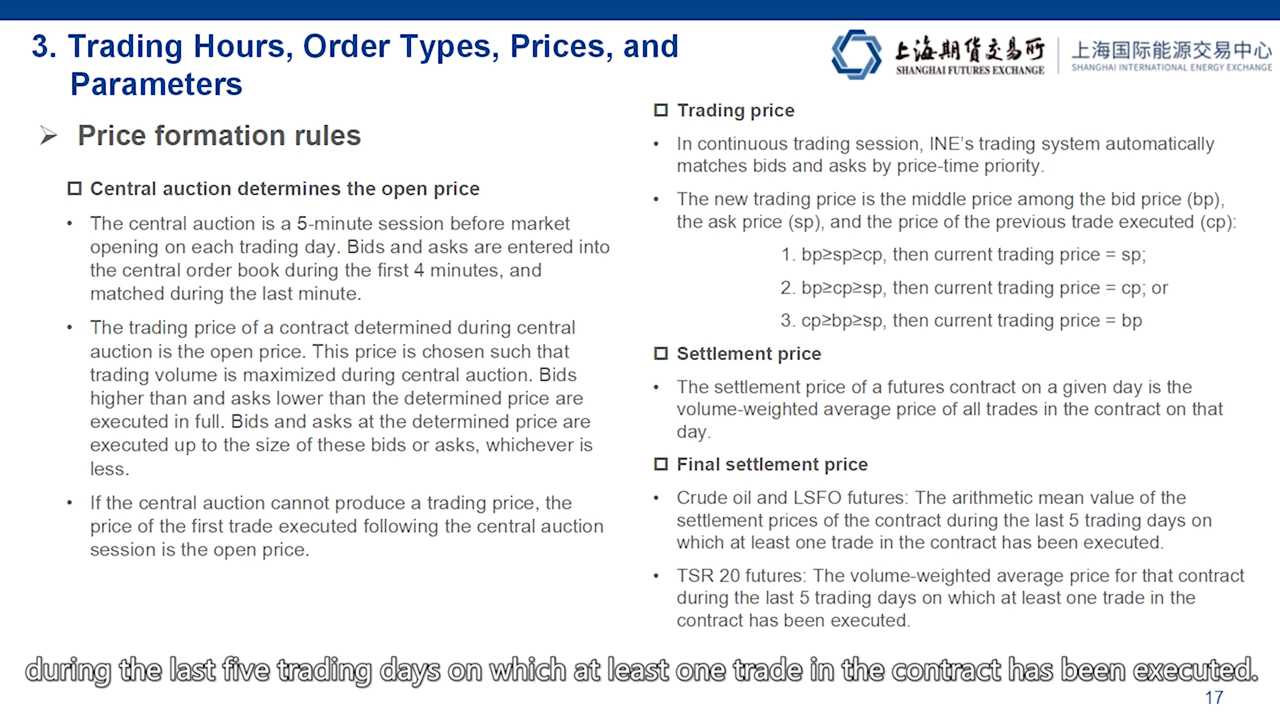 3. Trading Hours, Order Types, Prices, and
Parameters
上海期货交易所
SHANGHAI FUTURES EXCHANGE
上海国际能源交易中心
SHANGHAI INTERNATIONAL ENERGY EXCHANGE
➢ Price formation rules
❑ Central auction determines the open price
• The central auction is a 5-minute session before market
opening on each trading day. Bids and asks are entered into
the central order book during the first 4 minutes, and
matched during the last minute.
• The trading price of a contract determined during central
auction is the open price. This price is chosen such that
trading volume is maximized during central auction. Bids
higher than and asks lower than the determined price are
executed in full. Bids and asks at the determined price are
executed up to the size of these bids or asks, whichever is
less.
• If the central auction cannot produce a trading price, the
price of the first trade executed following the central auction
session is the open price.
❑ Trading price
• In continuous trading session, INE's trading system automatically
matches bids and asks by price-time priority.
• The new trading price is the middle price among the bid price (bp),
the ask price (sp), and the price of the previous trade executed (cp):
1. bp≥sp≥cp, then current trading price = sp;
2. bp≥cp≥sp, then current trading price = cp; or
3. cp≥bp≥sp, then current trading price = bp
❑ Settlement price
• The settlement price of a futures contract on a given day is the
volume-weighted average price of all trades in the contract on that
day.
❑ Final settlement price
• Crude oil and LSFO futures: The arithmetic mean value of the
settlement prices of the contract during the last 5 trading days on
which at least one trade in the contract has been executed.
• TSR 20 futures: The volume-weighted average price for that contract
during the last 5 trading days on which at least one trade in the
contract has been executed.
during the last five trading days on which at least one trade in the contract has been executed.
17